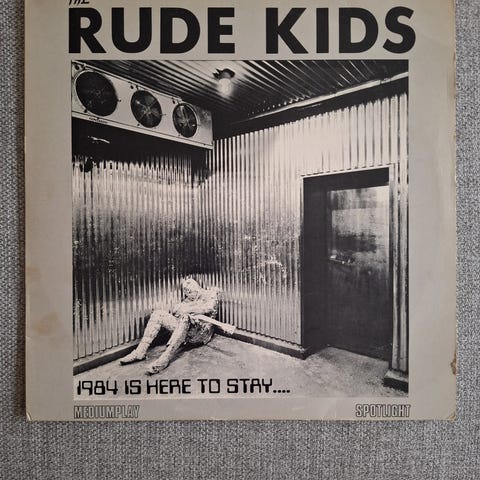 THE
RUDE KIDS
1984 IS HERE TO STAY....
MEDIUMPLAY SPOTLIGHT